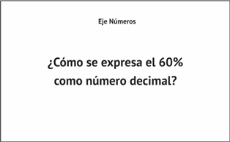 Eje Números
¿Cómo se expresa el 60%
como número decimal?